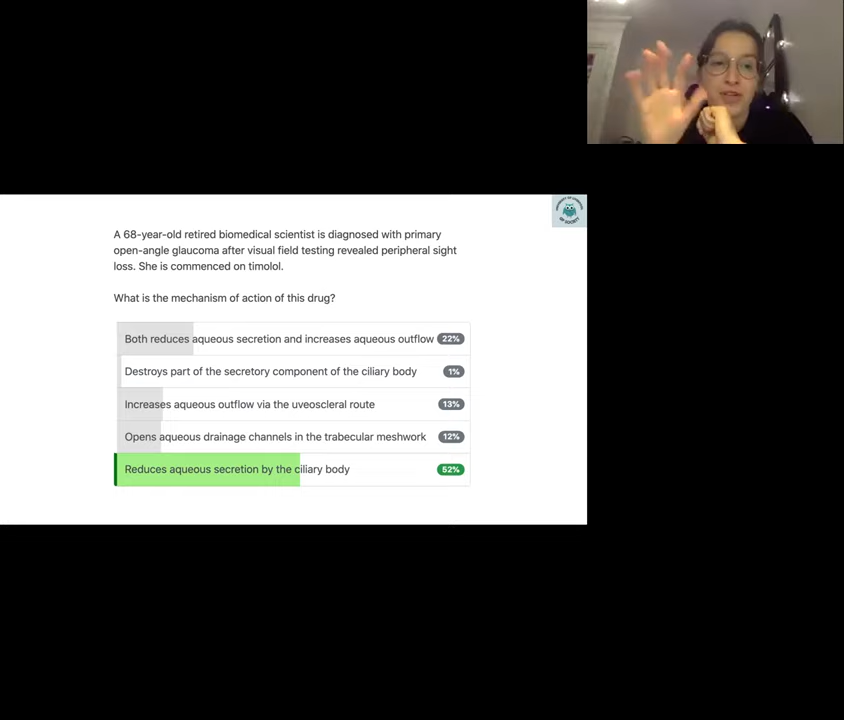 A 68-year-old retired biomedical scientist is diagnosed with primary
open-angle glaucoma after visual field testing revealed peripheral sight
loss. She is commenced on timolol.
What is the mechanism of action of this drug?
Both reduces aqueous secretion and increases aqueous outflow 22%
Destroys part of the secretory component of the ciliary body 1%
Increases aqueous outflow via the uveoscleral route 13%
Opens aqueous drainage channels in the trabecular meshwork 12%
Reduces aqueous secretion by the ciliary body 52%